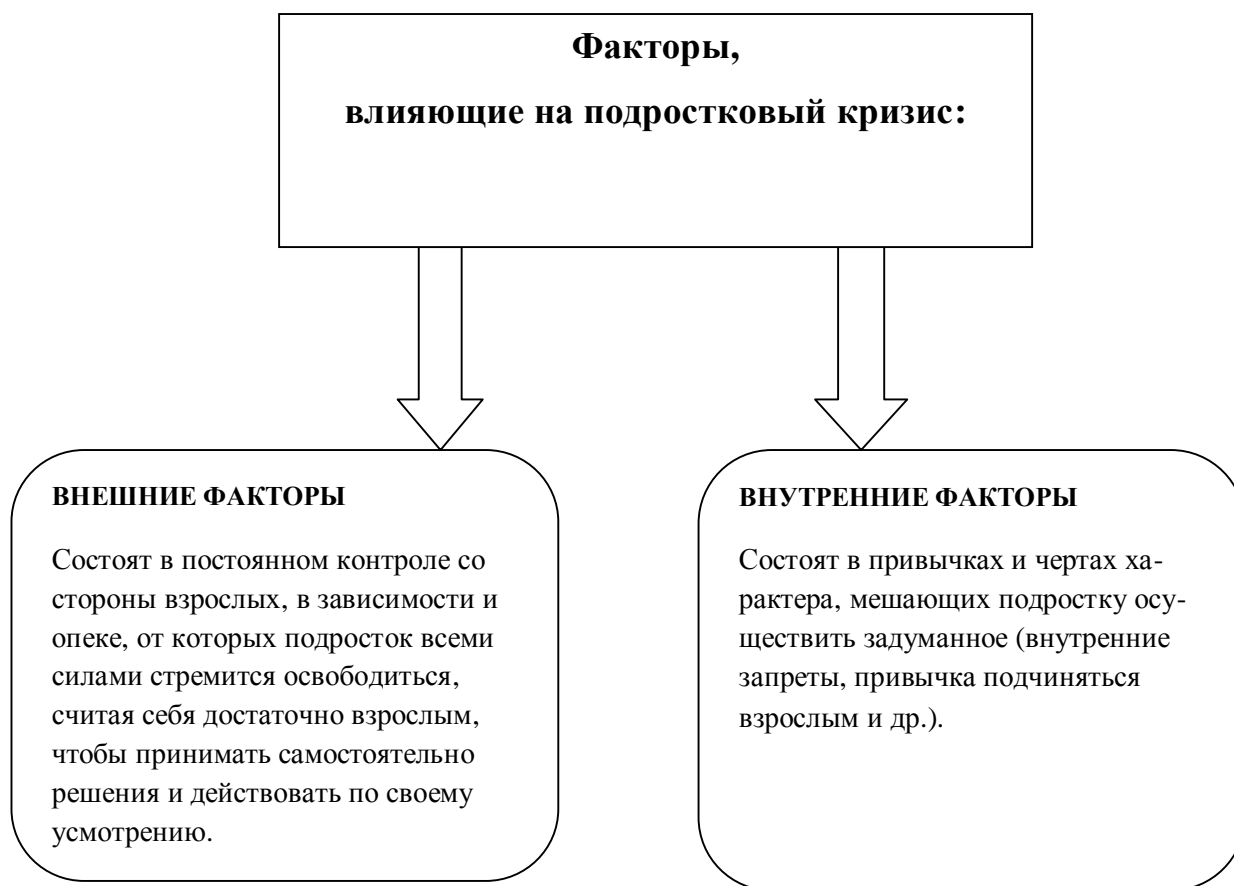 Факторы,
влияющие на подростковый кризис:
ВНЕШНИЕ ФАКТОРЫ
Состоят в постоянном контроле со
стороны взрослых, в зависимости и
опеке, от которых подросток всеми
силами стремится освободиться,
считая себя достаточно взрослым,
чтобы принимать самостоятельно
решения и действовать по своему
усмотрению.
ВНУТРЕННИЕ ФАКТОРЫ
Состоят в привычках и чертах ха-
рактера, мешающих подростку осу-
ществить задуманное (внутренние
запреты, привычка подчиняться
взрослым и др.).